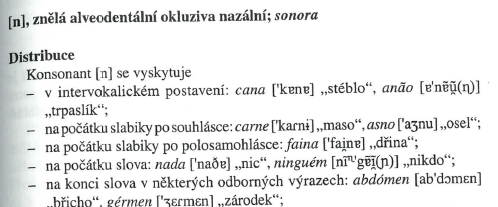 [n], znělá alveodentální okluziva nazální; sonora
Distribuce
Konsonant [n] se vyskytuje
– v intervokalickém postavení: cana ['kɐnɐ] „stéblo“, anão [ɐ'nɐ̃ũ̯(ŋ)]
„trpaslík“;
– na počátku slabiky po souhlásce: carne ['karnɨ] „maso“, asno ['aʒnu] „osel“;
– na počátku slabiky po polosamohlásce: faina ['fai̯nɐ] „dřina“;
– na počátku slova: nada ['naðɐ] „nic“, ninguém [nĩⁿ'gɐ̃ĩ̯(ɲ)] „nikdo“;
– na konci slova v některých odborných výrazech: abdómen [ab'dɔmɛn]
„břicho“, gérmen ['ʒɛrmɛn] „zárodek“;